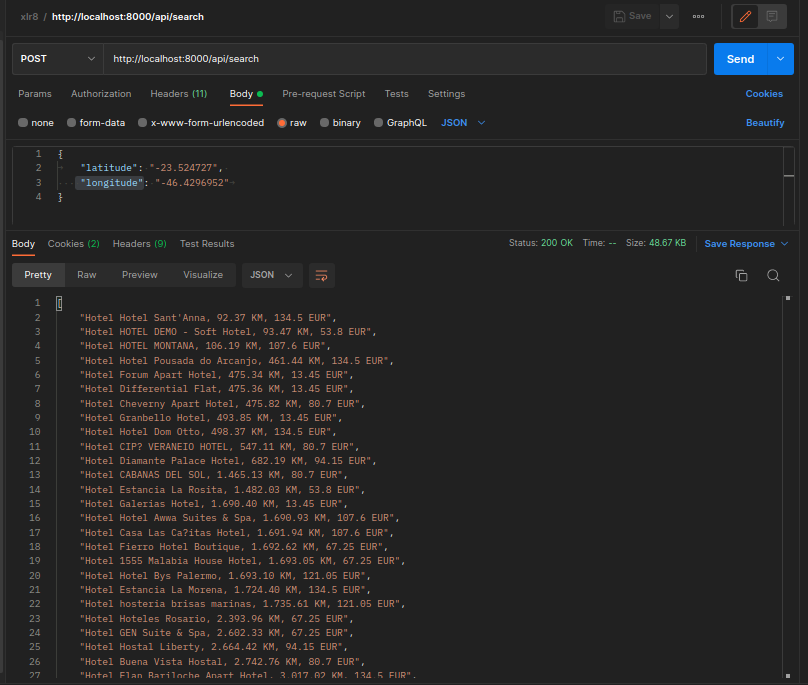 xlr8 / http://localhost:8000/api/search
Save
POST
http://localhost:8000/api/search
Send
Params Authorization Headers (11) Body Pre-request Script Tests Settings Cookies
none form-data x-www-form-urlencoded raw binary GraphQL JSON Beautify
1 {
2 "latitude": "-23.524727",
3 "longitude": "-46.4296952"
4 }
Body Cookies (2) Headers (9) Test Results Status: 200 OK Time: -- Size: 48.67 KB Save Response
Pretty Raw Preview Visualize JSON
1 [
2 "Hotel Hotel Sant'Anna, 92.37 KM, 134.5 EUR",
3 "Hotel HOTEL DEMO - Soft Hotel, 93.47 KM, 53.8 EUR",
4 "Hotel HOTEL MONTANA, 106.19 KM, 107.6 EUR",
5 "Hotel Hotel Pousada do Arcanjo, 461.44 KM, 134.5 EUR",
6 "Hotel Forum Apart Hotel, 475.34 KM, 13.45 EUR",
7 "Hotel Differential Flat, 475.36 KM, 13.45 EUR",
8 "Hotel Cheverny Apart Hotel, 475.82 KM, 80.7 EUR",
9 "Hotel Granbello Hotel, 493.85 KM, 13.45 EUR",
10 "Hotel Hotel Dom Otto, 498.37 KM, 134.5 EUR",
11 "Hotel CIP? VERANEIO HOTEL, 547.11 KM, 80.7 EUR",
12 "Hotel Diamante Palace Hotel, 682.19 KM, 94.15 EUR",
13 "Hotel CABANAS DEL SOL, 1.465.13 KM, 80.7 EUR",
14 "Hotel Estancia La Rosita, 1.482.03 KM, 53.8 EUR",
15 "Hotel Galerias Hotel, 1.690.40 KM, 13.45 EUR",
16 "Hotel Hotel Awwa Suites & Spa, 1.690.93 KM, 107.6 EUR",
17 "Hotel Casa Las Ca?itas Hotel, 1.691.94 KM, 107.6 EUR",
18 "Hotel Fierro Hotel Boutique, 1.692.62 KM, 67.25 EUR",
19 "Hotel 1555 Malabia House Hotel, 1.693.05 KM, 67.25 EUR",
20 "Hotel Hotel Bys Palermo, 1.693.10 KM, 121.05 EUR",
21 "Hotel Estancia La Morena, 1.724.40 KM, 134.5 EUR",
22 "Hotel hosteria brisas marinas, 1.735.61 KM, 121.05 EUR",
23 "Hotel Hoteles Rosario, 2.393.96 KM, 67.25 EUR",
24 "Hotel GEN Suite & Spa, 2.602.33 KM, 67.25 EUR",
25 "Hotel Hostal Liberty, 2.664.42 KM, 94.15 EUR",
26 "Hotel Buena Vista Hostal, 2.742.76 KM, 80.7 EUR",
27 "Hotel Elan Bariloche Apart Hotel, 3.017.02 KM, 134.5 EUR",